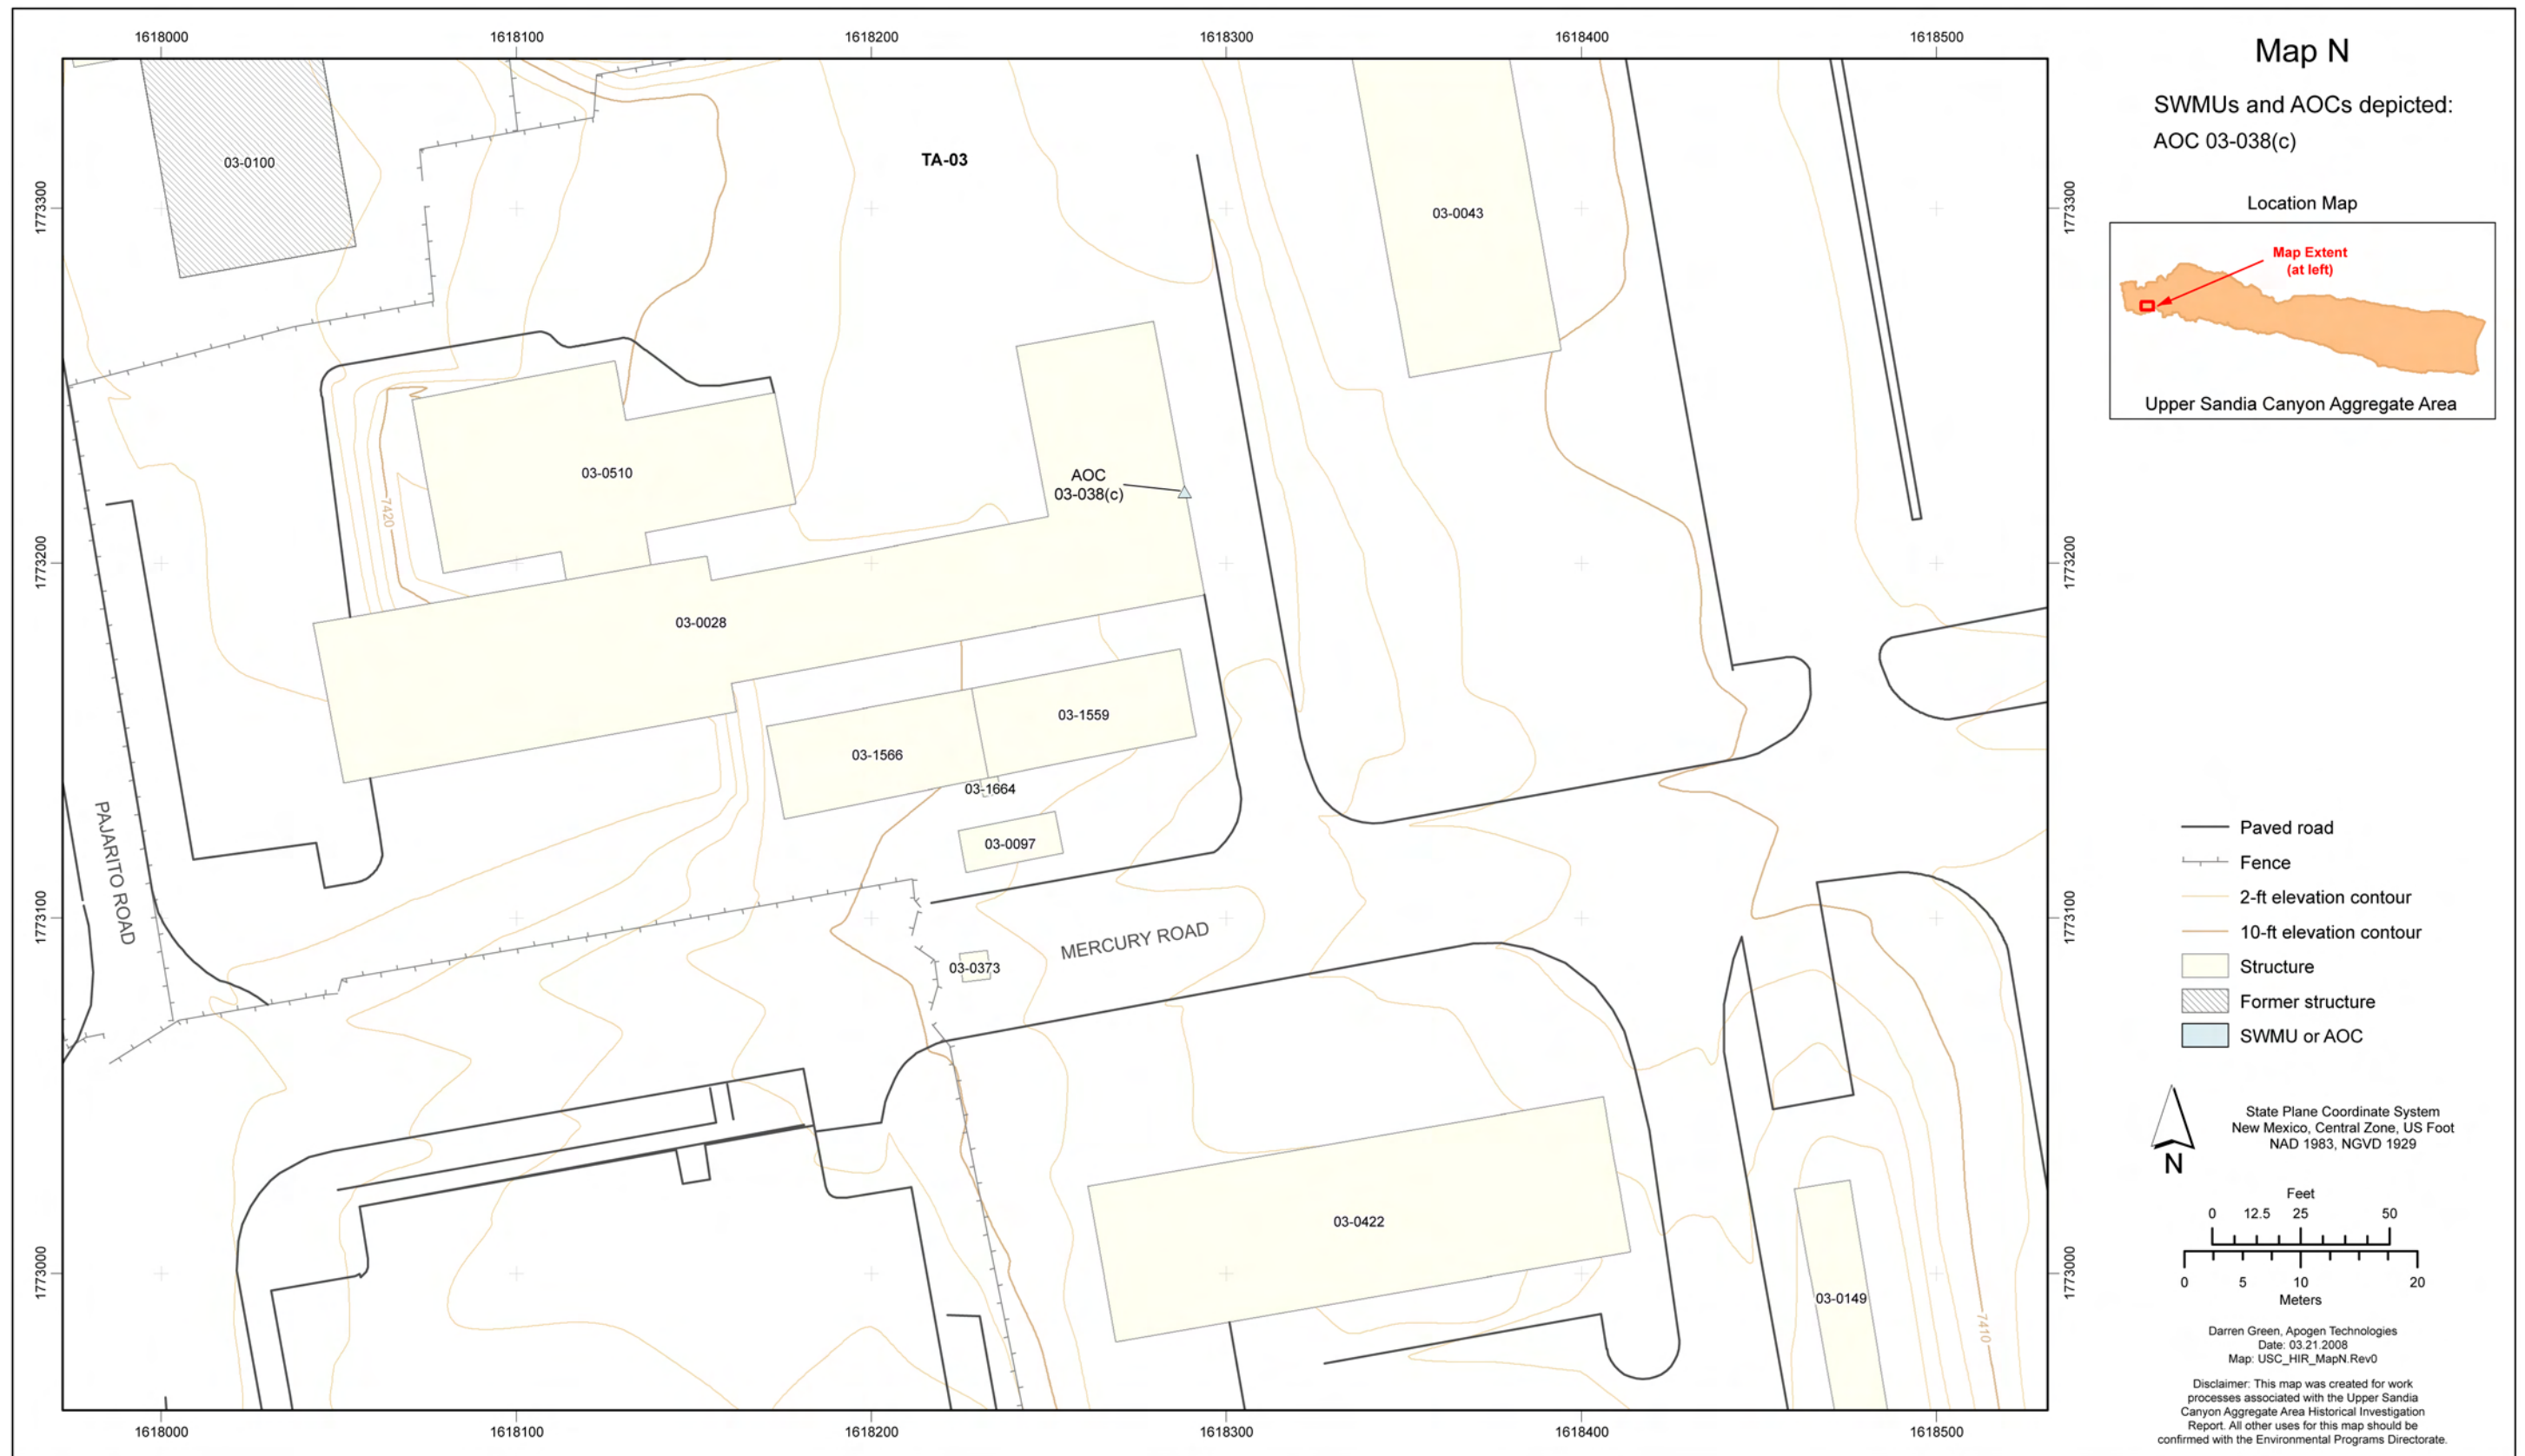 Map N
SWMUs and AOCs depicted:
AOC 03-038(c)
Location Map
Map Extent
(at left)
Upper Sandia Canyon Aggregate Area
1618000
1618100
1618200
1618300
1618400
1618500
1773300
1773200
1773100
1773000
1773300
1773200
1773100
1773000
03-0100
TA-03
03-0043
03-0510
7420
AOC
03-038(c)
03-0028
03-1559
03-1566
03-1664
03-0097
PAJARITO ROAD
MERCURY ROAD
03-0373
03-0422
03-0149
7410
1618000
1618100
1618200
1618300
1618400
1618500
Paved road
Fence
2-ft elevation contour
10-ft elevation contour
Structure
Former structure
SWMU or AOC
N
State Plane Coordinate System
New Mexico, Central Zone, US Foot
NAD 1983, NGVD 1929
Feet
0 12.5 25 50
0 5 10 20
Meters
Darren Green, Apogen Technologies
Date: 03.21.2008
Map: USC_HIR_MapN.Rev0
Disclaimer: This map was created for work
processes associated with the Upper Sandia
Canyon Aggregate Area Historical Investigation
Report. All other uses for this map should be
confirmed with the Environmental Programs Directorate.